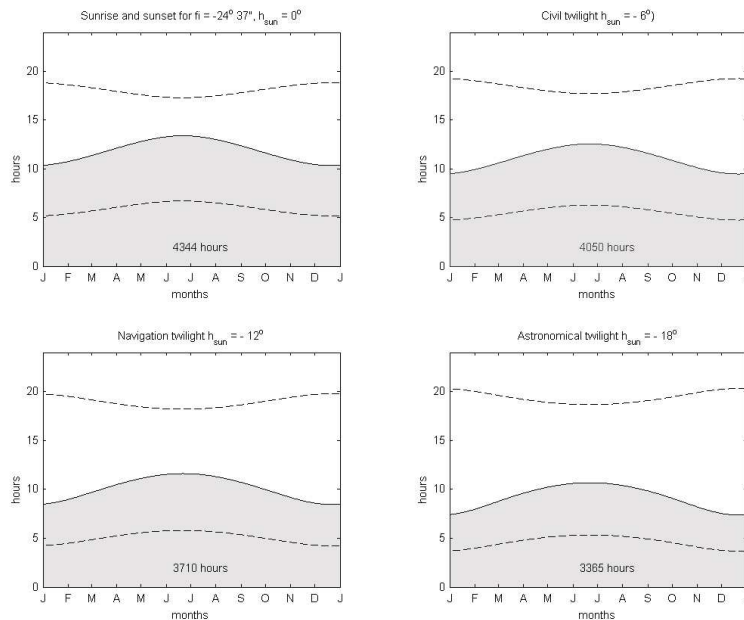 Sunrise and sunset for fi = -24° 37", h_sun = 0°
20
15
10
5
0
hours
4344 hours
J F M A M J J A S O N D J
months
Civil twilight h_sun = - 6°)
20
15
10
5
0
hours
4050 hours
J F M A M J J A S O N D J
months
Navigation twilight h_sun = - 12°
20
15
10
5
0
hours
3710 hours
J F M A M J J A S O N D J
months
Astronomical twilight h_sun = - 18°
20
15
10
5
0
hours
3365 hours
J F M A M J J A S O N D
months